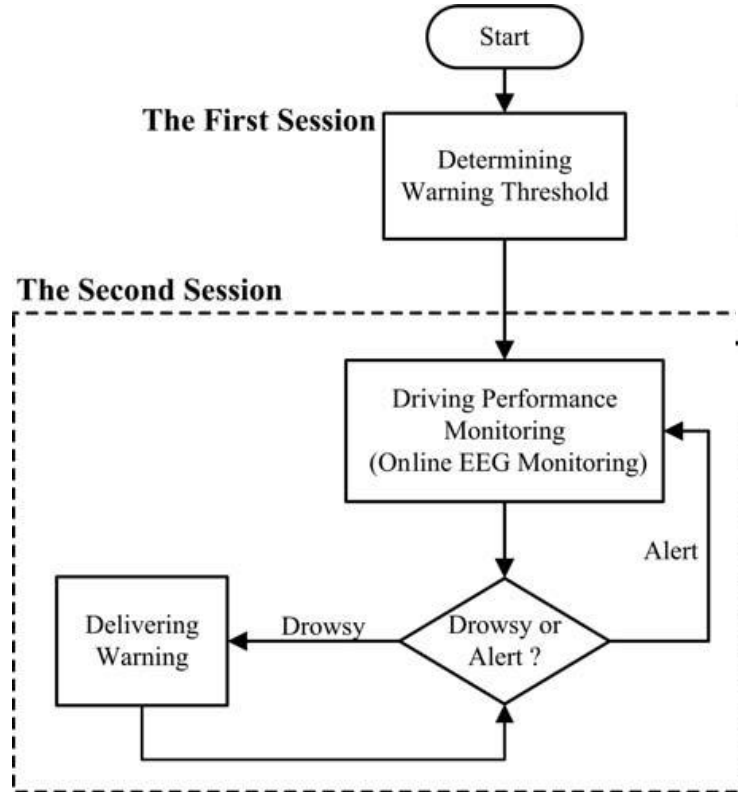 Start
The First Session
Determining
Warning Threshold
The Second Session
Driving Performance
Monitoring
(Online EEG Monitoring)
Alert
Delivering
Warning
Drowsy
Drowsy or
Alert ?